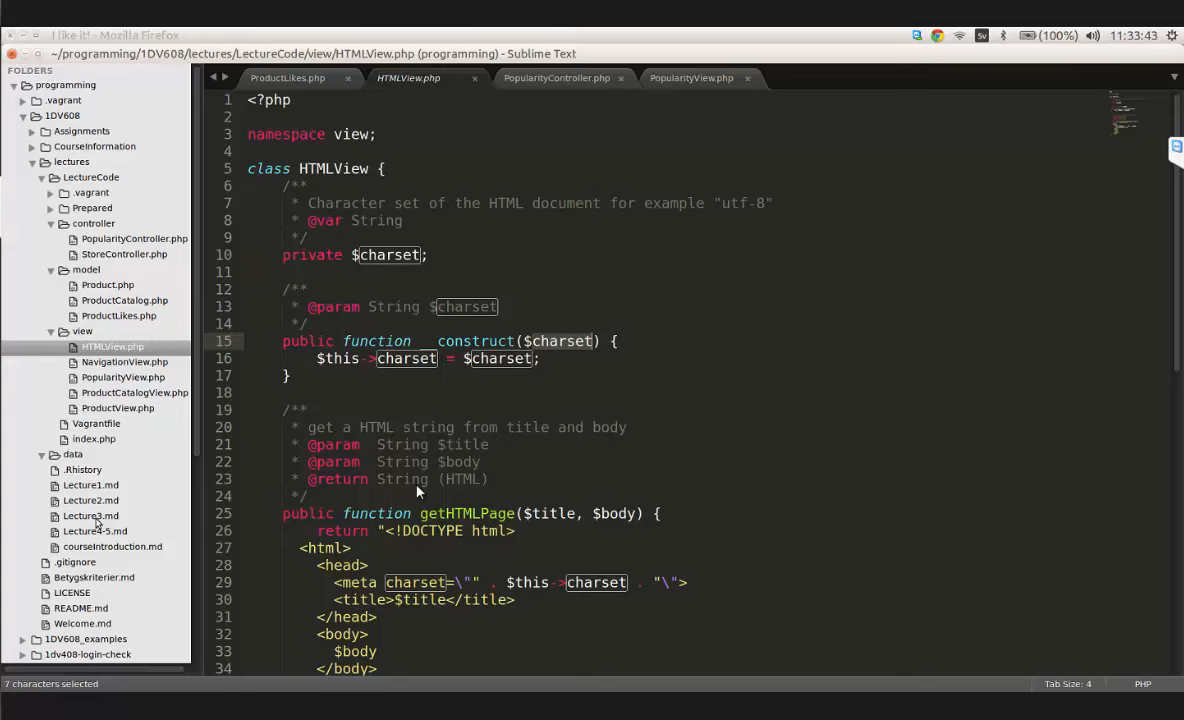 I like it! - Mozilla Firefox
Sv
(100%)
11:33:43
~/programming/1DV608/lectures/LectureCode/view/HTMLView.php (programming) - Sublime Text
FOLDERS
programming
.vagrant
1DV608
Assignments
CourseInformation
lectures
LectureCode
.vagrant
Prepared
controller
PopularityController.php
StoreController.php
model
Product.php
ProductCatalog.php
ProductLikes.php
view
HTMLView.php
NavigationView.php
PopularityView.php
ProductCatalogView.php
ProductView.php
Vagrantfile
index.php
data
.Rhistory
Lecture1.md
Lecture2.md
Lecture3.md
Lecture4-5.md
courseIntroduction.md
.gitignore
Betygskriterier.md
LICENSE
README.md
Welcome.md
1DV608_examples
1dv408-login-check
ProductLikes.php
HTMLView.php
PopularityController.php
PopularityView.php
1 <?php
2
3 namespace view;
4
5 class HTMLView {
6 /**
7 * Character set of the HTML document for example "utf-8"
8 * @var String
9 */
10 private $charset;
11
12 /**
13 * @param String $charset
14 */
15 public function __construct($charset) {
16 $this->charset = $charset;
17 }
18
19 /**
20 * get a HTML string from title and body
21 * @param String $title
22 * @param String $body
23 * @return String (HTML)
24 */
25 public function getHTMLPage($title, $body) {
26 return "<!DOCTYPE html>
27 <html>
28 <head>
29 <meta charset=\"" . $this->charset . "\">
30 <title>$title</title>
31 </head>
32 <body>
33 $body
34 </body>
7 characters selected
Tab Size: 4
PHP